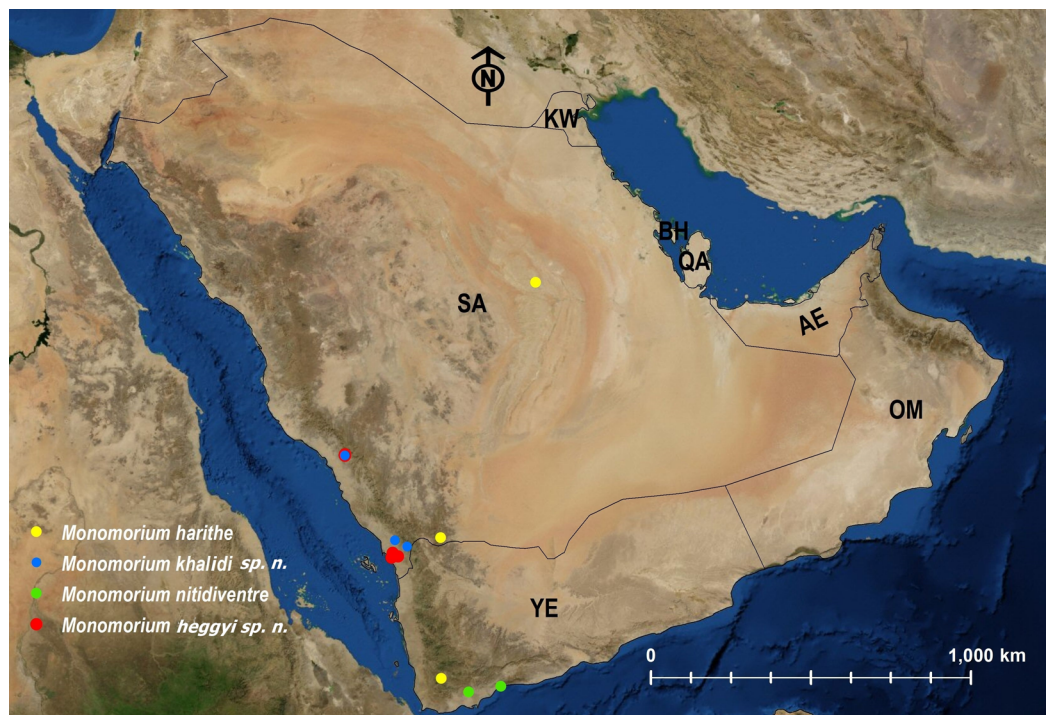 N
KW
BH
QA
SA
AE
OM
Monomorium harithe
Monomorium khalidi sp. n.
Monomorium nitidiventre
YE
Monomorium heggyi sp. n.
0 1,000 km